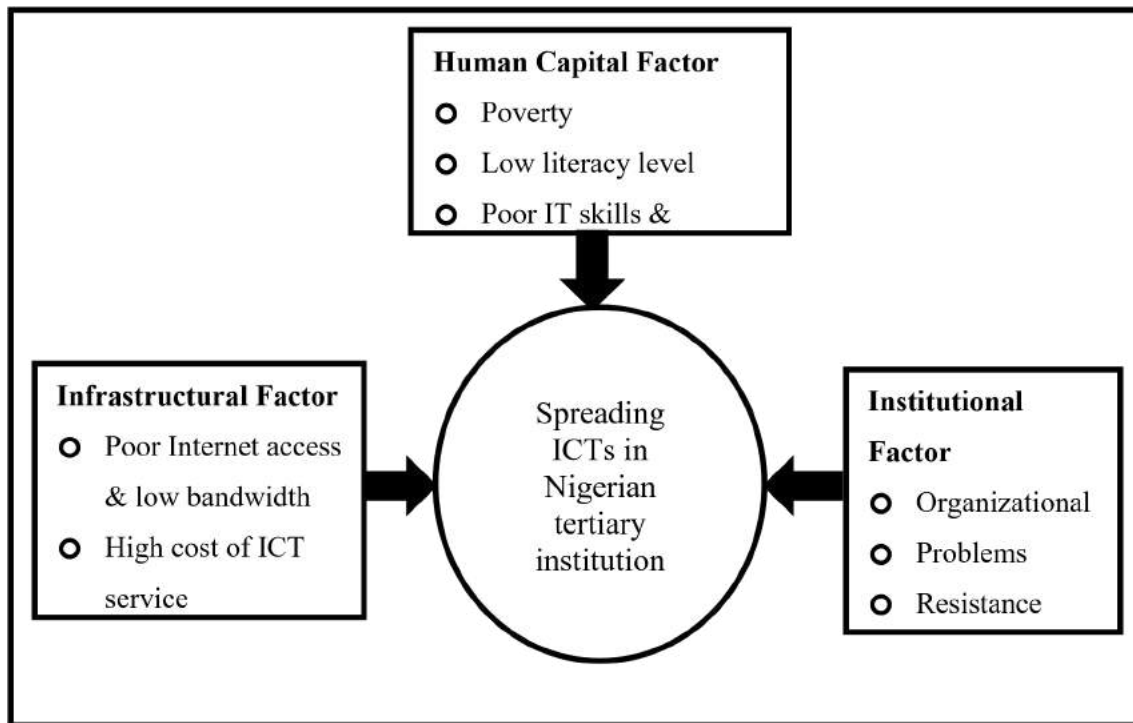 Human Capital Factor
Poverty
Low literacy level
Poor IT skills &
Infrastructural Factor
Poor Internet access
& low bandwidth
High cost of ICT
service
Spreading
ICTs in
Nigerian
tertiary
institution
Institutional
Factor
Organizational
Problems
Resistance